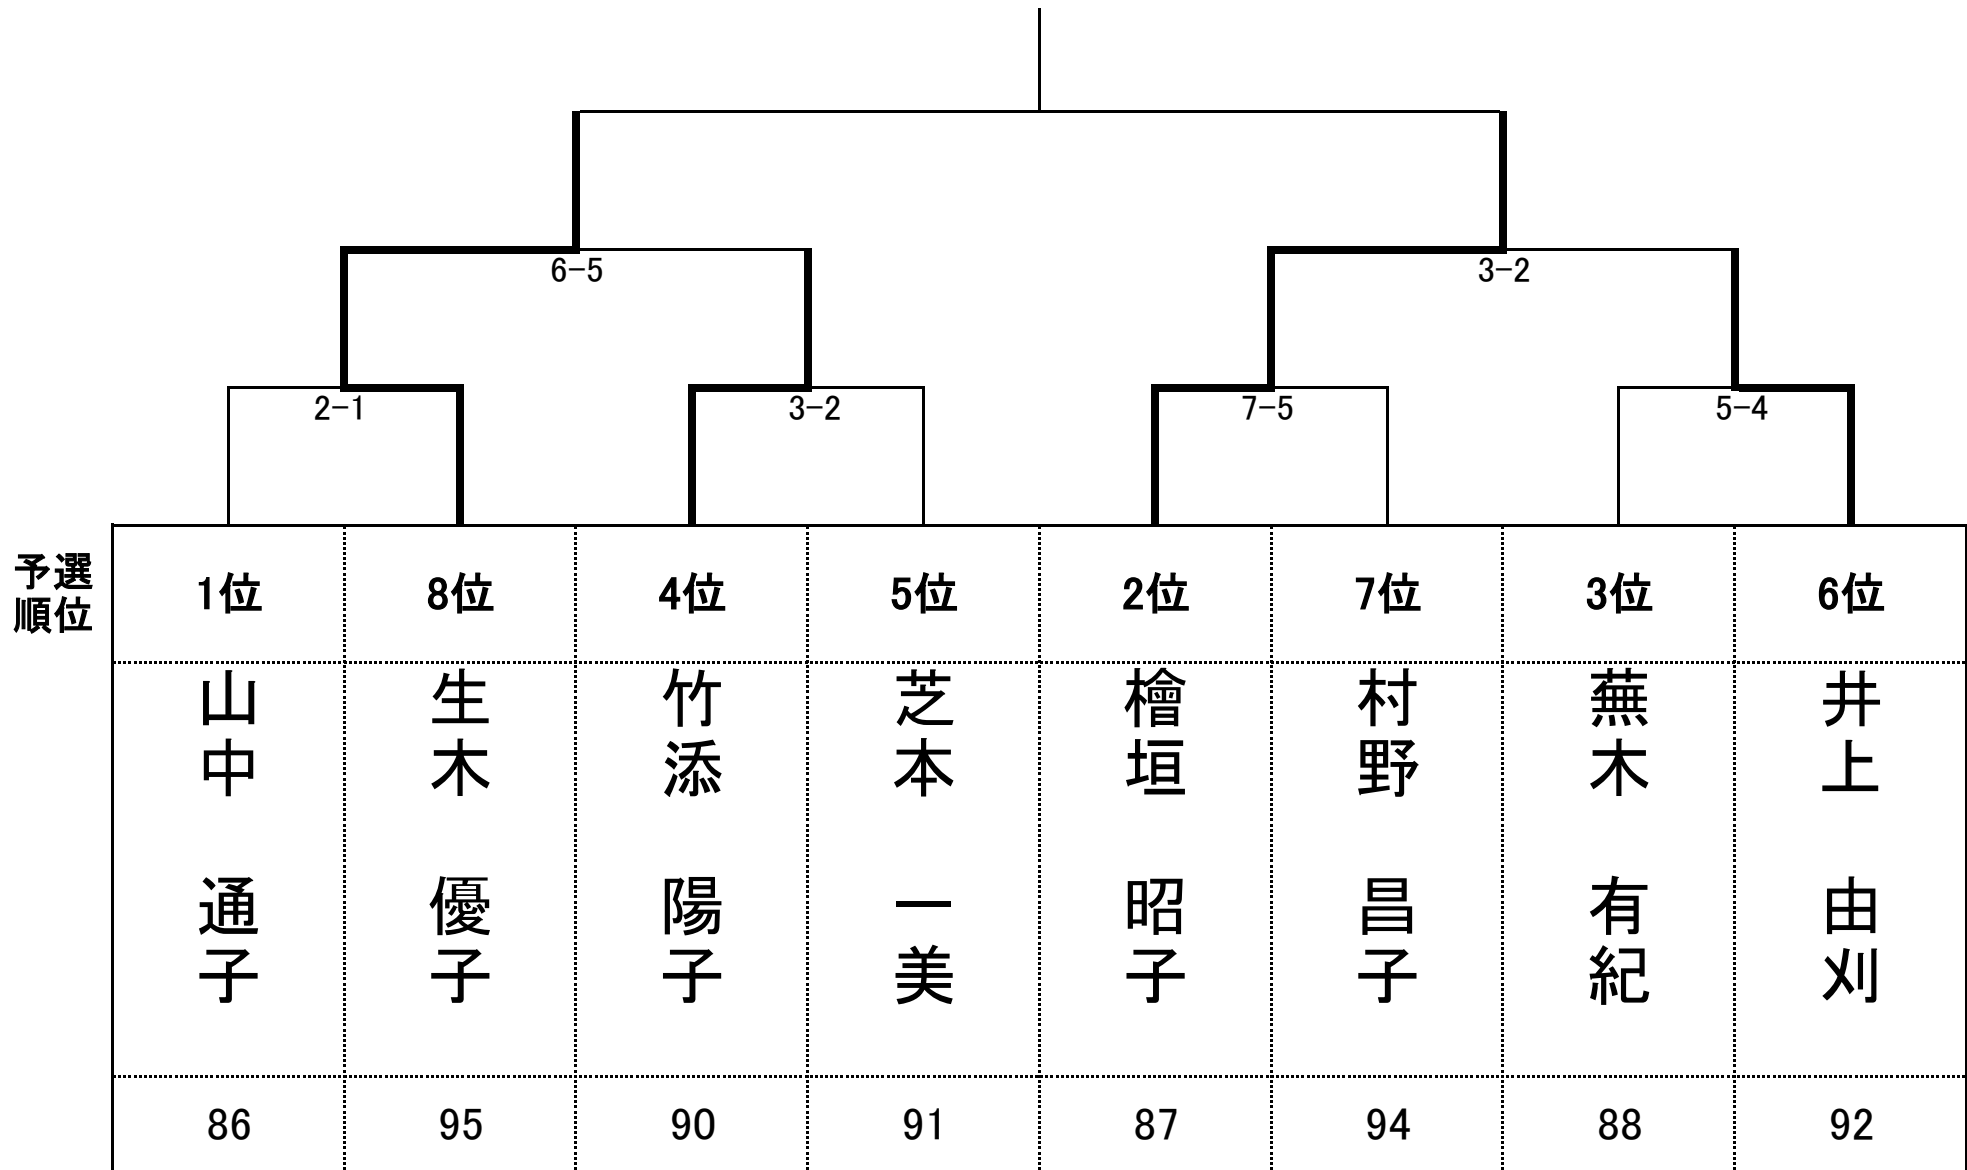 6-5
3-2
2-1
3-2
7-5
5-4
予選
順位
1位
8位
4位
5位
2位
7位
3位
6位
山中 通子
生木 優子
竹添 陽子
芝本 一美
檜垣 昭子
村野 昌子
蕪木 有紀
井上 由刈
86
95
90
91
87
94
88
92